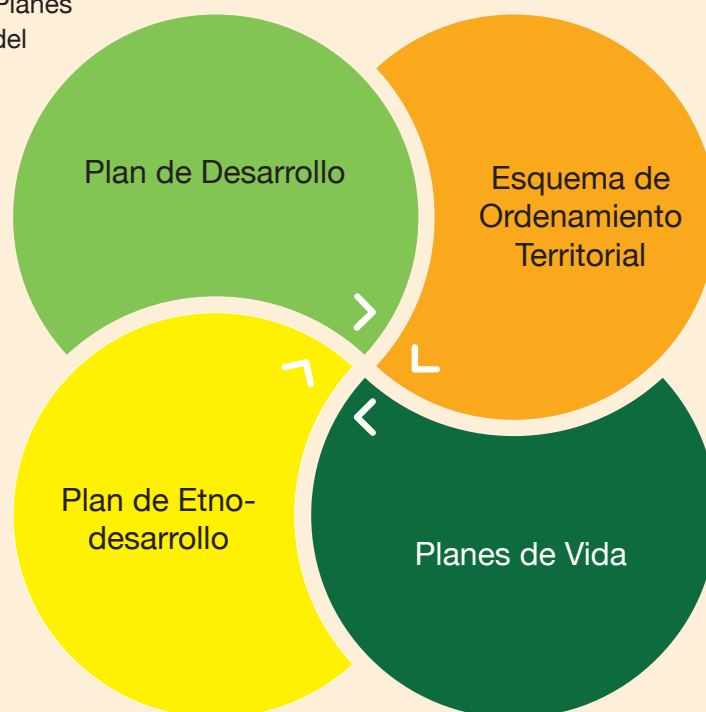 Planes
del
Plan de Desarrollo
Esquema de
Ordenamiento
Territorial
Plan de Etno-
desarrollo
Planes de Vida